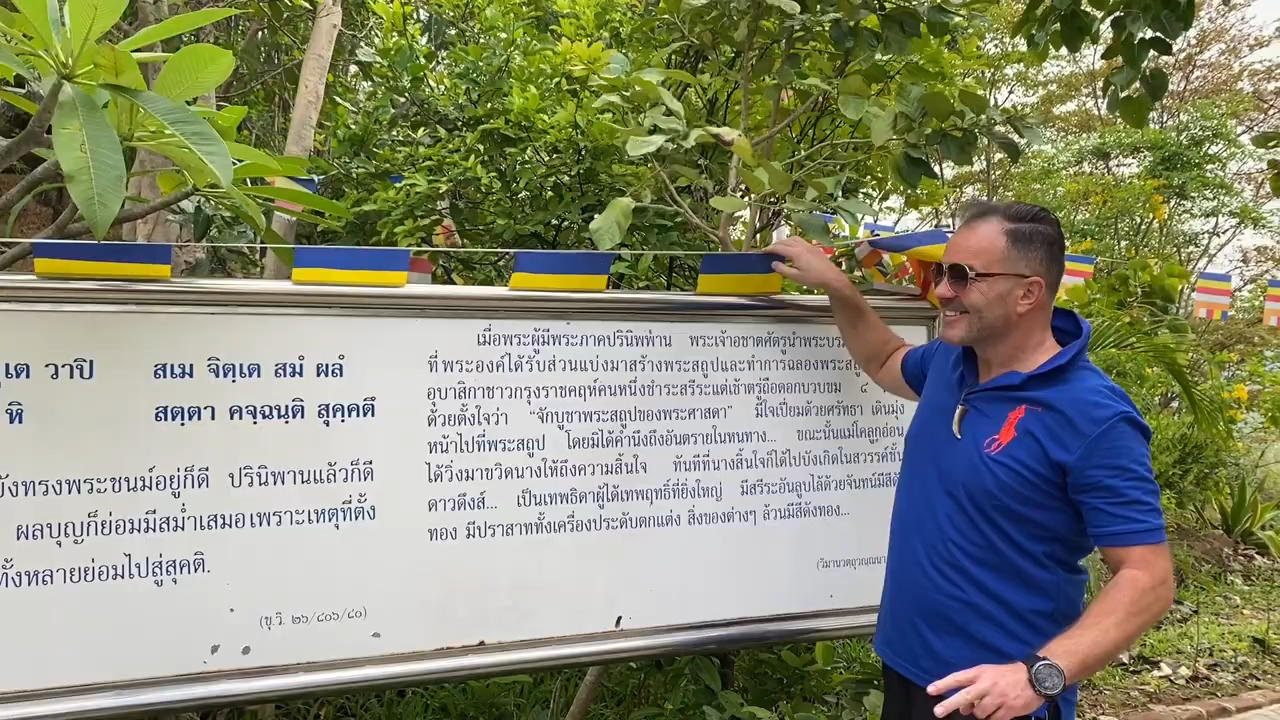 เต วาปิ สเม จิตฺเต สมํ ผลํ
หิ สตฺตา คจฺฉนฺติ สุคฺคตึ
ยังทรงพระชนม์อยู่ก็ดี ปรินิพานแล้วก็ดี
ผลบุญก็ย่อมมีสม่ำเสมอเพราะเหตุที่ตั้ง
ทั้งหลายย่อมไปสู่สุคติ.
(ขุ.วิ. ๒๖/๘๐๖/๘๐)
เมื่อพระผู้มีพระภาคปรินิพพ้าน พระเจ้าอชาตศัตรูนำพระบรม
ที่พระองค์ได้รับส่วนแบ่งมาสร้างพระสถูปและทำการฉลองพระสถูป
อุบาสิกาชาวกรุงราชคฤห์คนหนึ่งชำระสรีระแต่เช้าตรู่ถือดอกบวบขม ๔
ด้วยตั้งใจว่า “จักบูชาพระสถูปของพระศาสดา” มีใจเปี่ยมด้วยศรัทธา เดินมุ่ง
หน้าไปที่พระสถูป โดยมิได้คำนึงถึงอันตรายในหนทาง... ขณะนั้นแม่โคลูกอ่อน
ได้วิ่งมาขวิดนางให้ถึงความสิ้นใจ ทันทีที่นางสิ้นใจก็ได้ไปบังเกิดในสวรรค์ชั้น
ดาวดึงส์... เป็นเทพธิดาผู้ได้เทพฤทธิ์ที่ยิ่งใหญ่ มีสรีระอันลูบไล้ด้วยจันทน์มีสีดัง
ทอง มีปราสาททั้งเครื่องประดับตกแต่ง สิ่งของต่างๆ ล้วนมีสีดังทอง...
(วิมานวตฺถุวณฺณนา